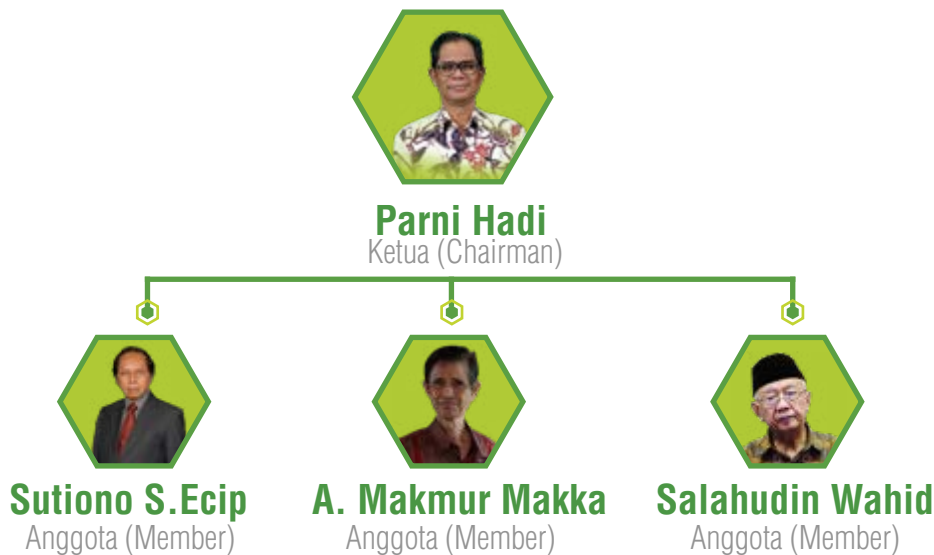 Parni Hadi
Ketua (Chairman)
Sutiono S.Ecip
Anggota (Member)
A. Makmur Makka
Anggota (Member)
Salahudin Wahid
Anggota (Member)